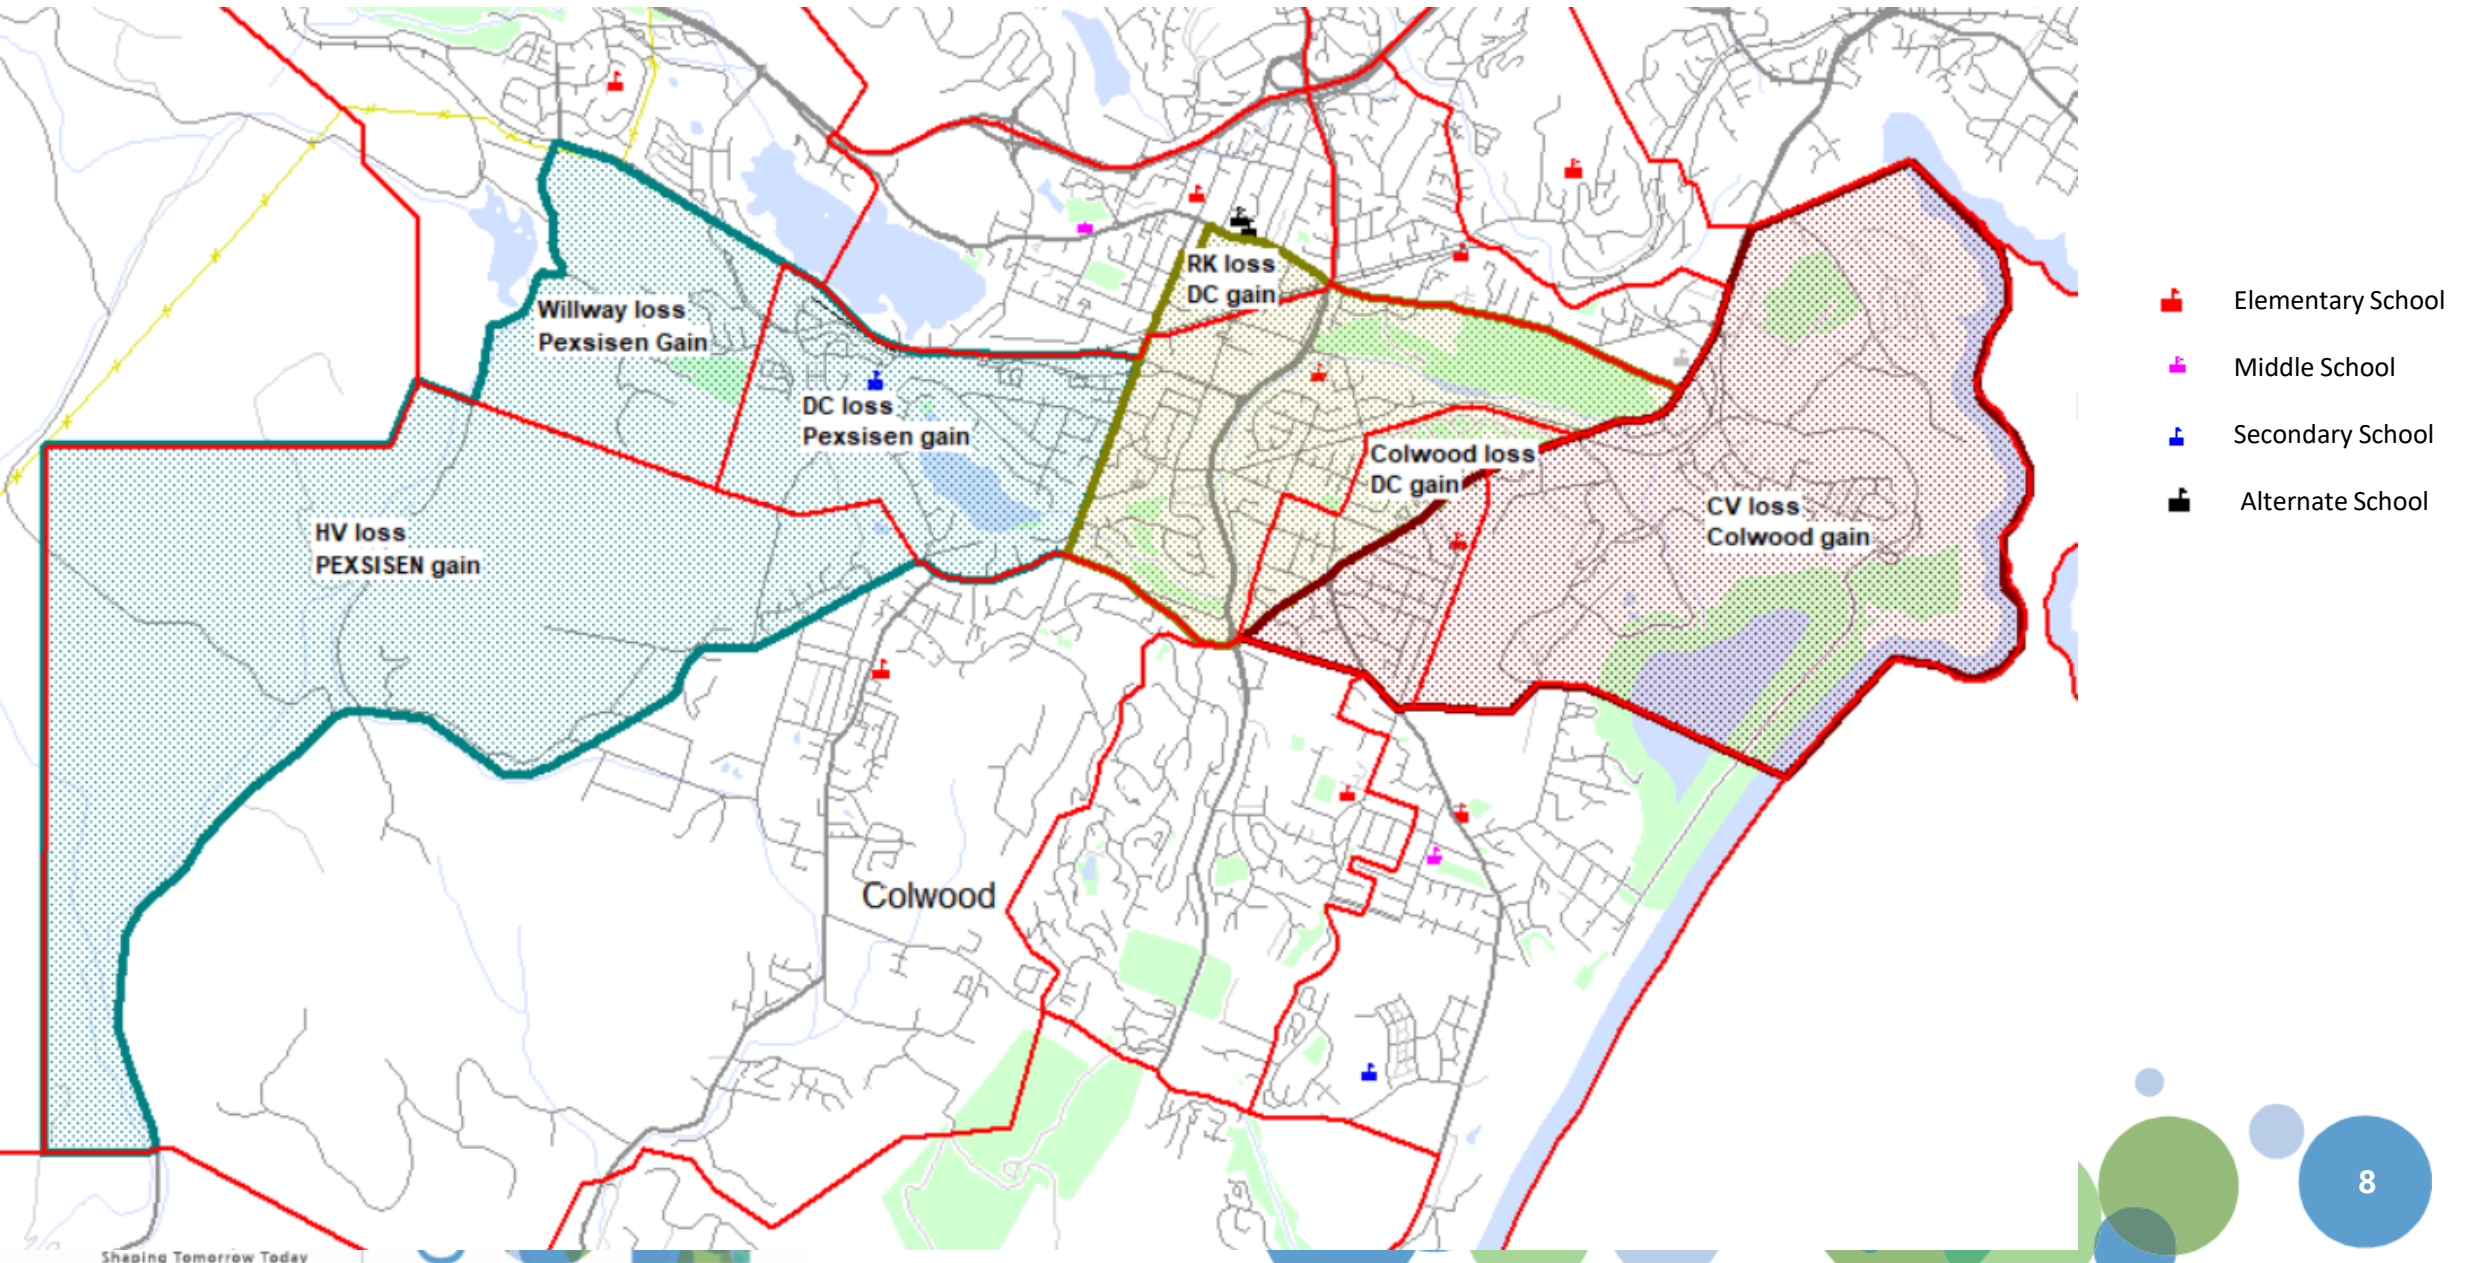 RK loss
DC gain
Willway loss
Pexsisen Gain
DC loss
Pexsisen gain
Colwood loss
DC gain
CV loss
Colwood gain
HV loss
PEXSISEN gain
Colwood
Elementary School
Middle School
Secondary School
Alternate School
8
Shaping Tomorrow Today